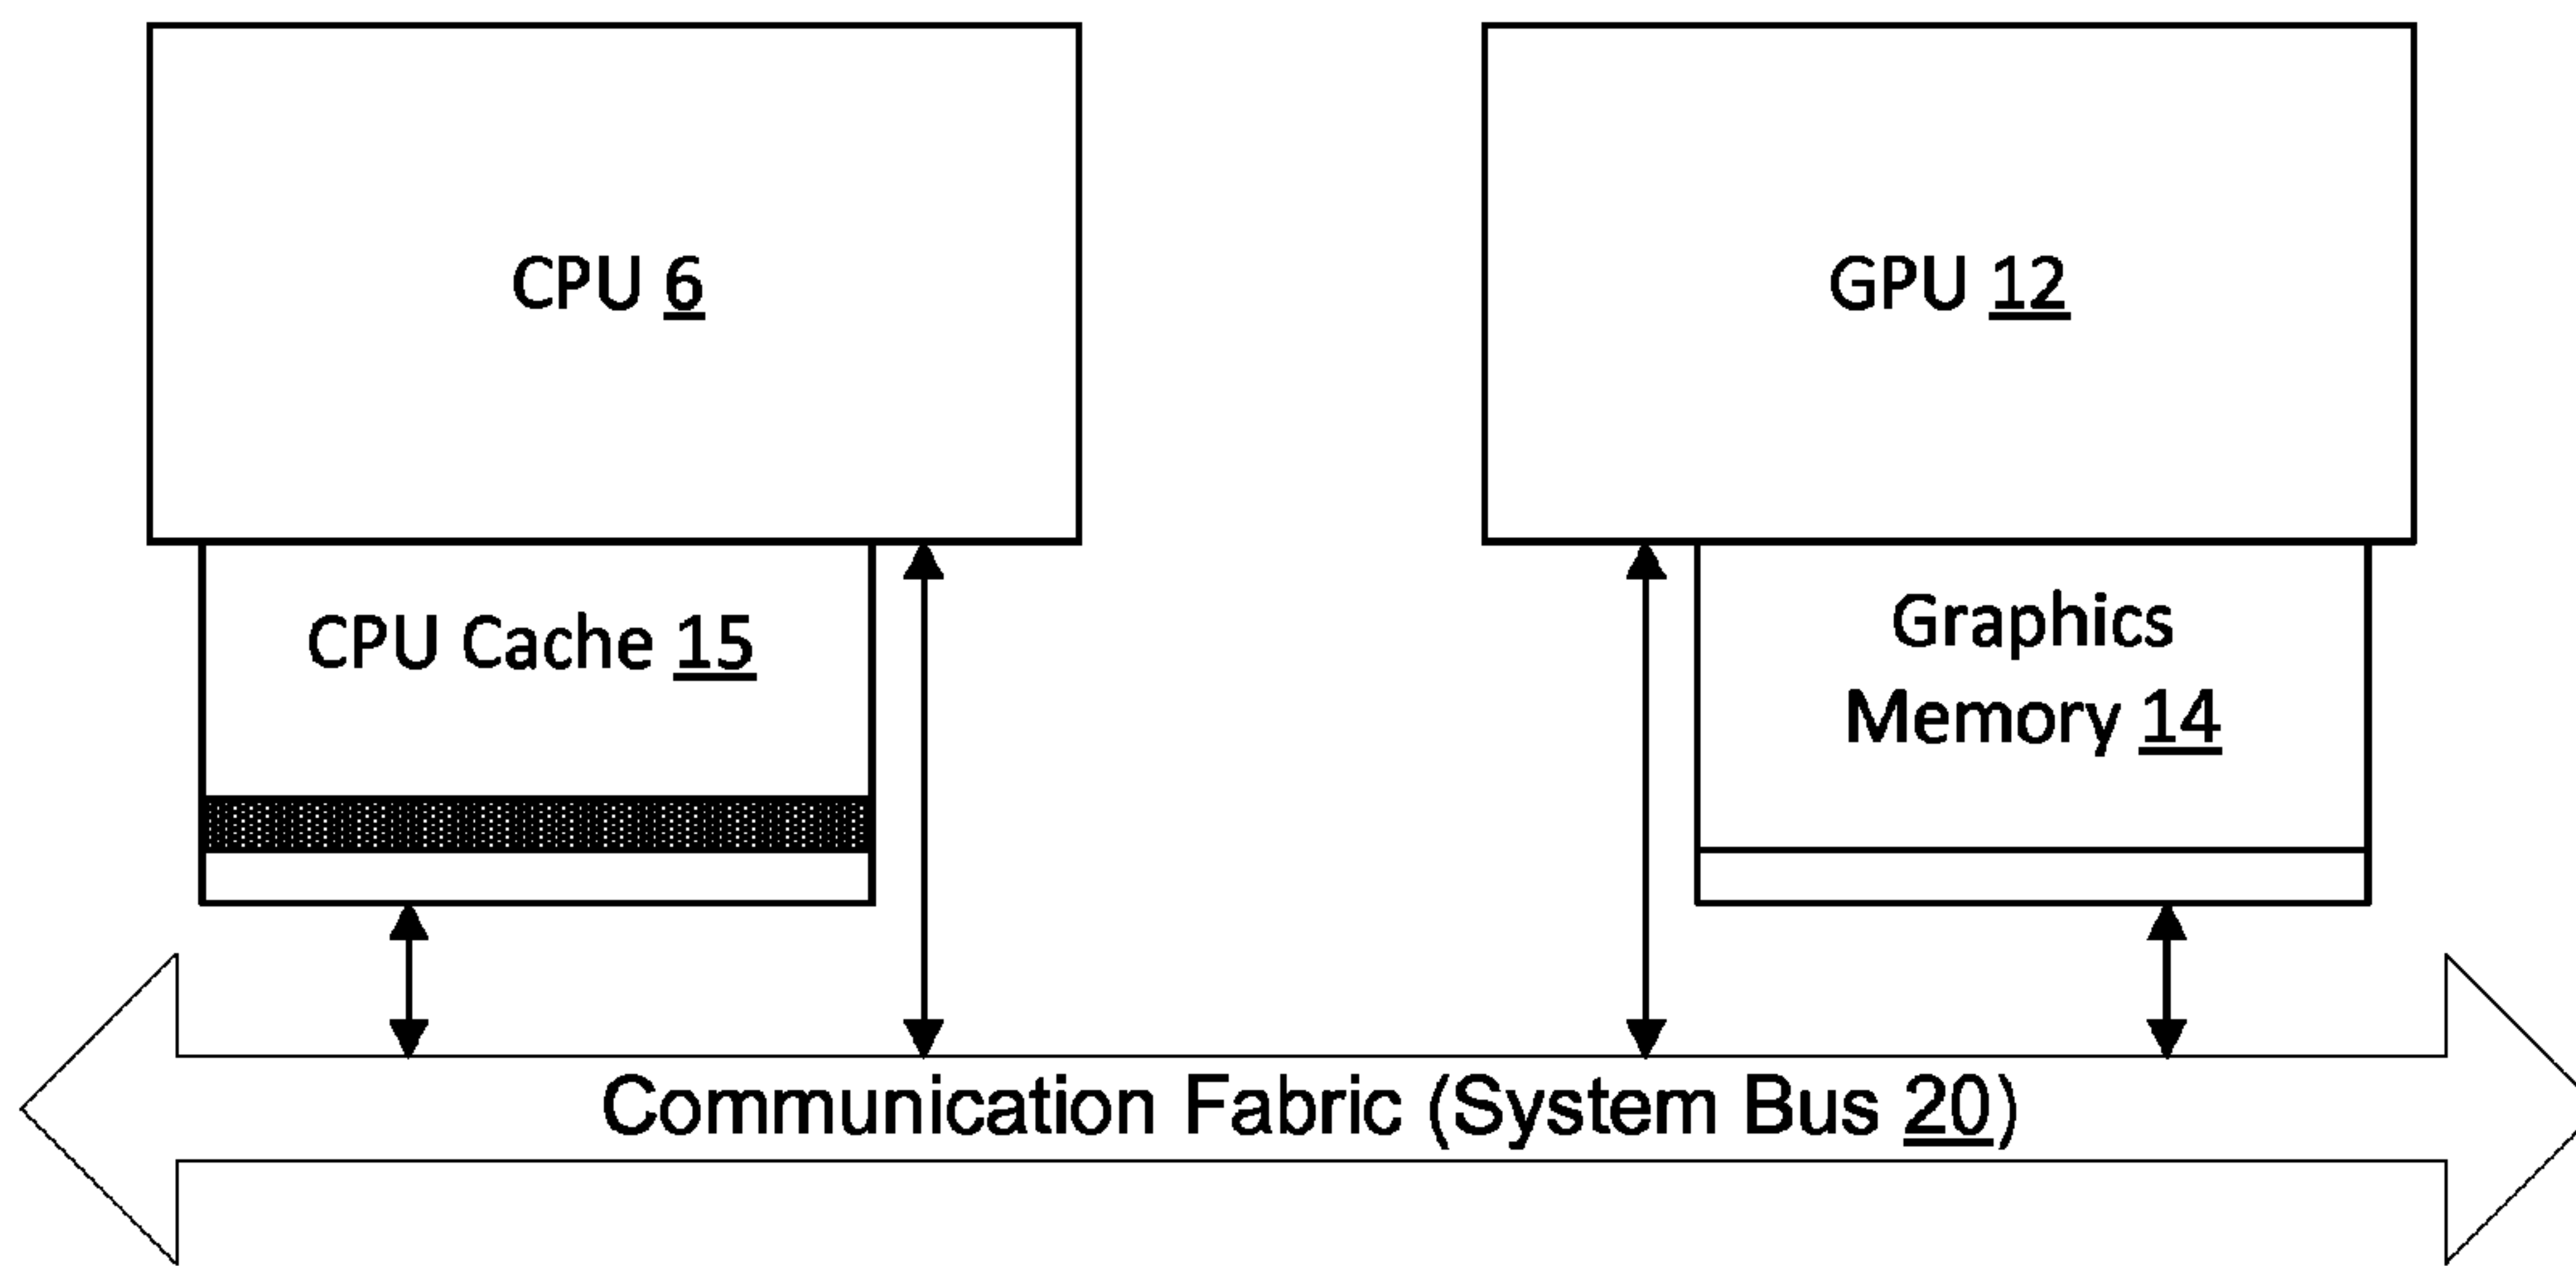 CPU 6
GPU 12
CPU Cache 15
Graphics
Memory 14
Communication Fabric (System Bus 20)